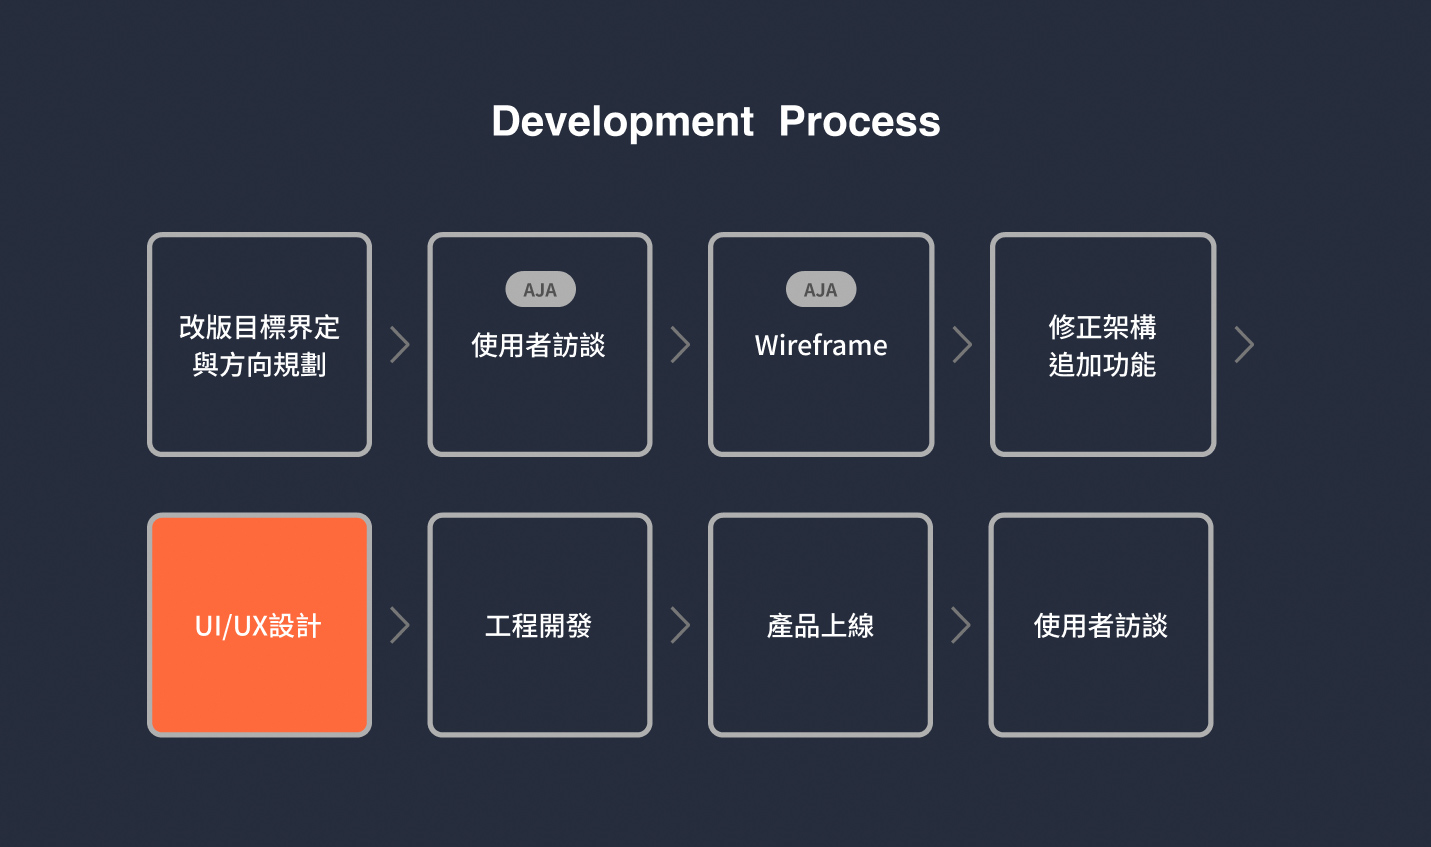 Development Process
改版目標界定
與方向規劃
AJA
使用者訪談
AJA
Wireframe
修正架構
追加功能
UI/UX設計
工程開發
產品上線
使用者訪談